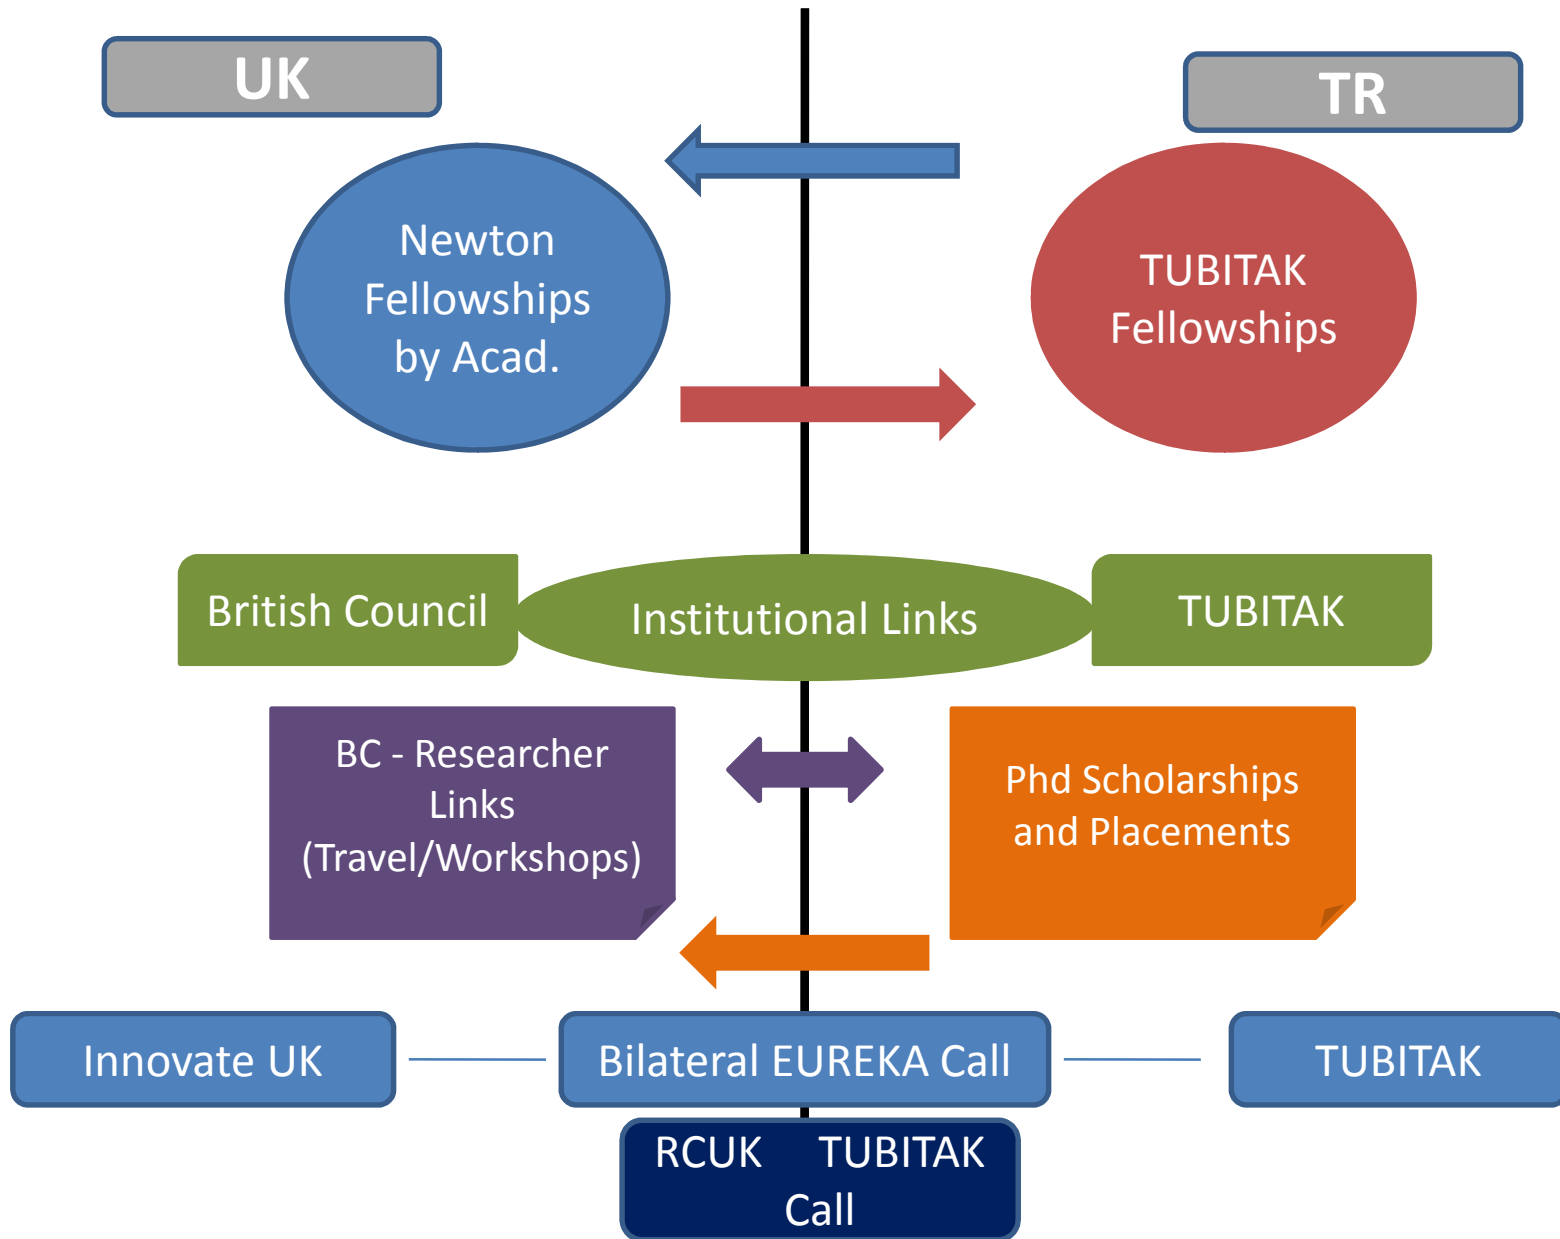 UK
TR
Newton
Fellowships
by Acad.
TUBITAK
Fellowships
British Council
Institutional Links
TUBITAK
BC - Researcher
Links
(Travel/Workshops)
Phd Scholarships
and Placements
Innovate UK
Bilateral EUREKA Call
TUBITAK
RCUK TUBITAK
Call